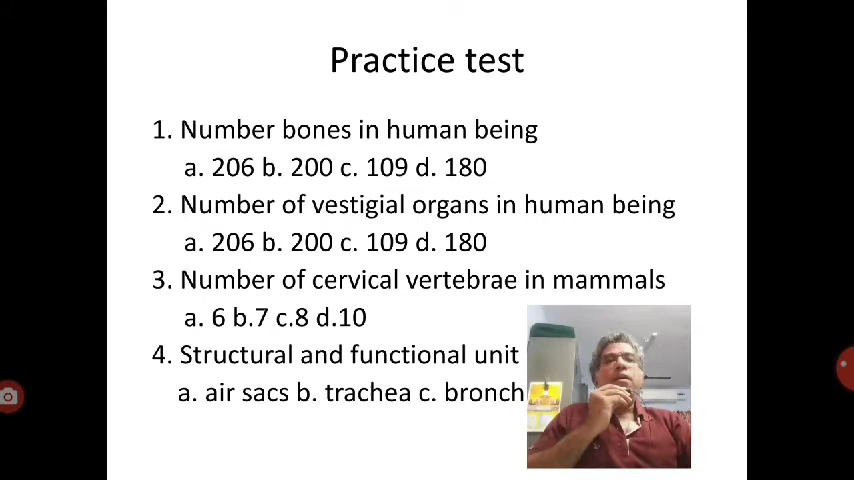 Practice test
1. Number bones in human being
a. 206 b. 200 c. 109 d. 180
2. Number of vestigial organs in human being
a. 206 b. 200 c. 109 d. 180
3. Number of cervical vertebrae in mammals
a. 6 b.7 c.8 d.10
4. Structural and functional unit
a. air sacs b. trachea c. bronch